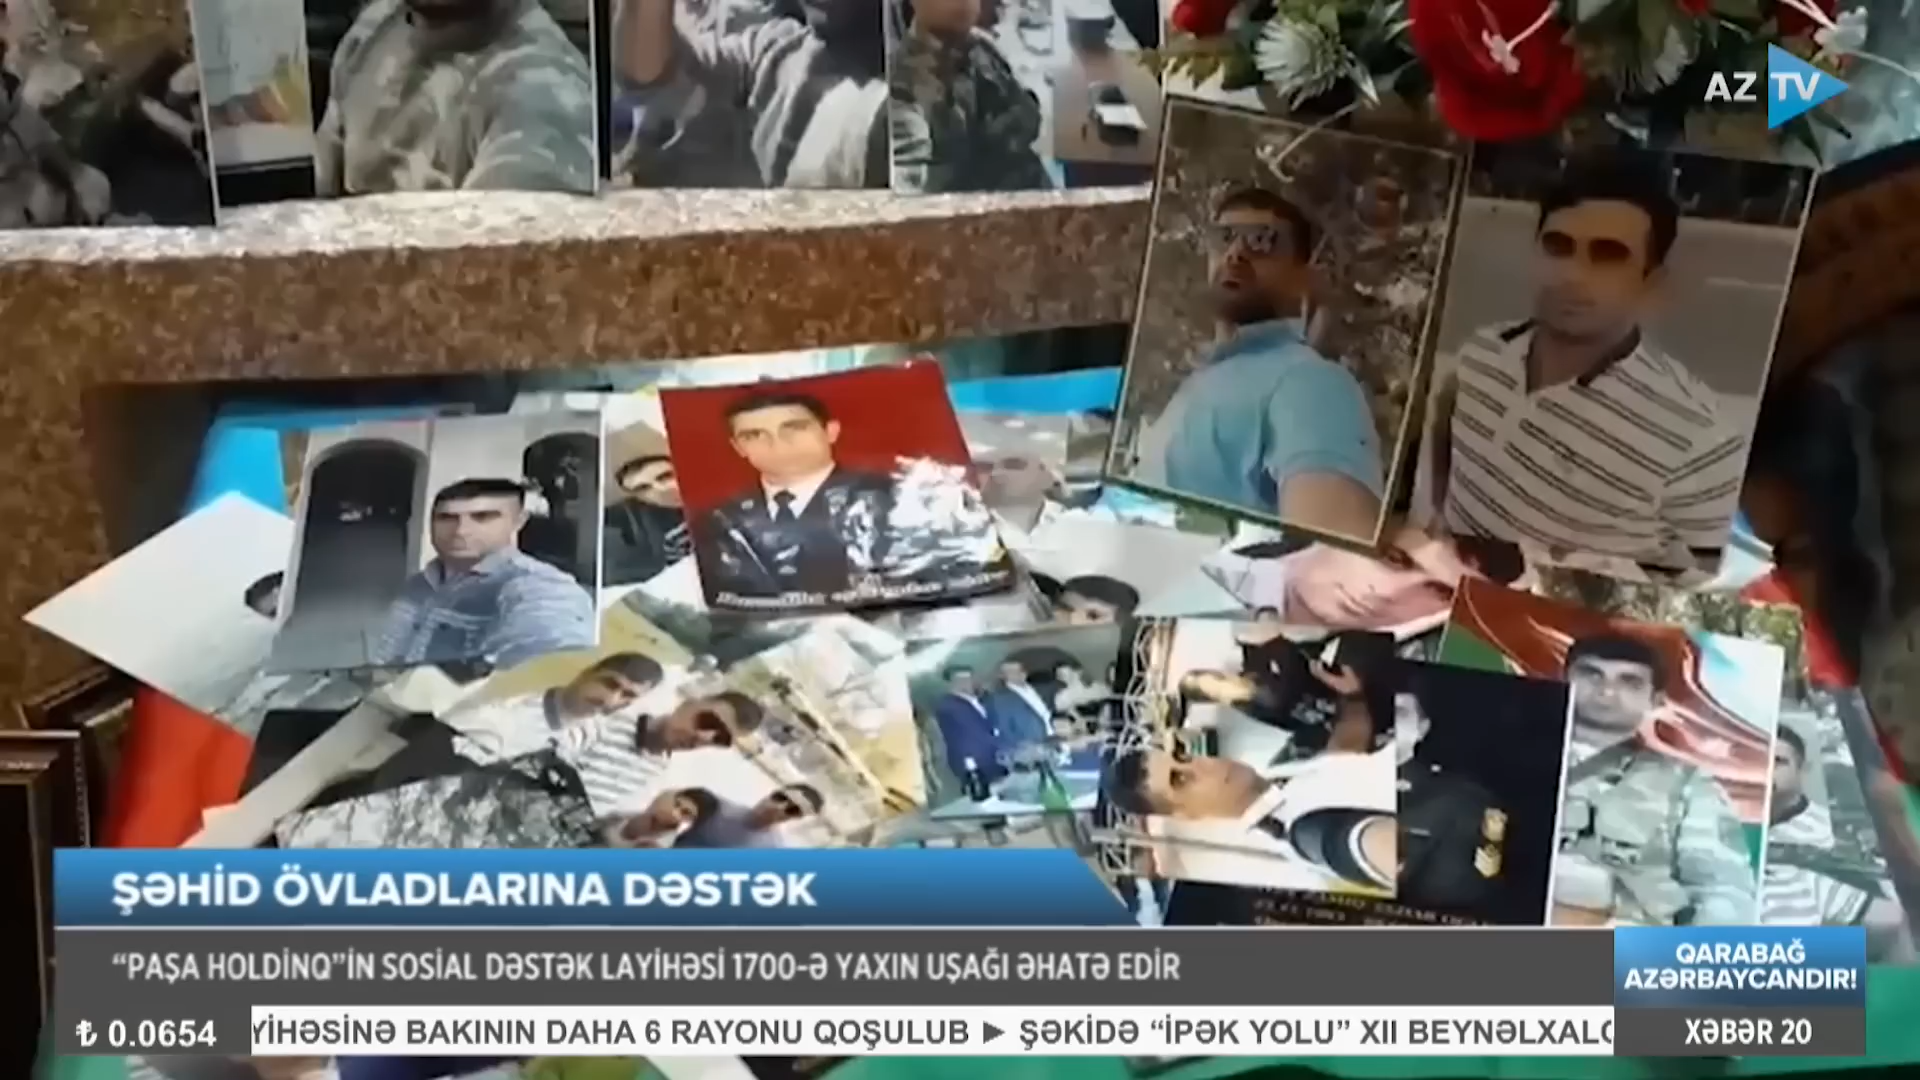 AZ TV
ŞƏHİD ÖVLADLARINA DƏSTƏK
“PAŞA HOLDİNQ”İN SOSİAL DƏSTƏK LAYİHƏSİ 1700-Ə YAXIN UŞAĞI ƏHATƏ EDİR
QARABAĞ
AZƏRBAYCANDIR!
₺ 0.0654
YİHƏSİNƏ BAKININ DAHA 6 RAYONU QOŞULUB ► ŞƏKİDƏ “İPƏK YOLU” XII BEYNƏLXALQ
XƏBƏR 20